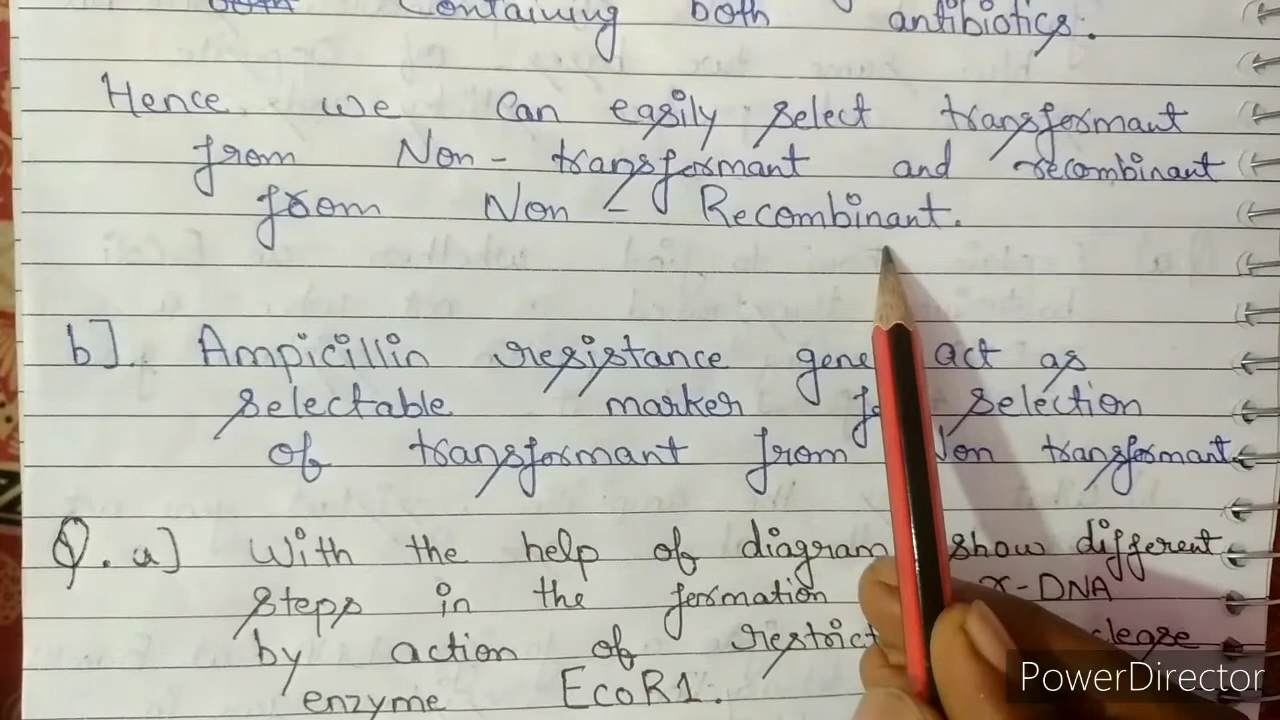 containing both antibiotics.
Hence we can easily select transformant
from Non - transformant and recombinant
from Non - Recombinant.
b]. Ampicillin resistance gene act as
selectable marker selection
of transformant from Non transformant.
Q. a] With the help of diagram show different
steps in the formation r-DNA
by action of
enzyme EcoR1.
PowerDirector